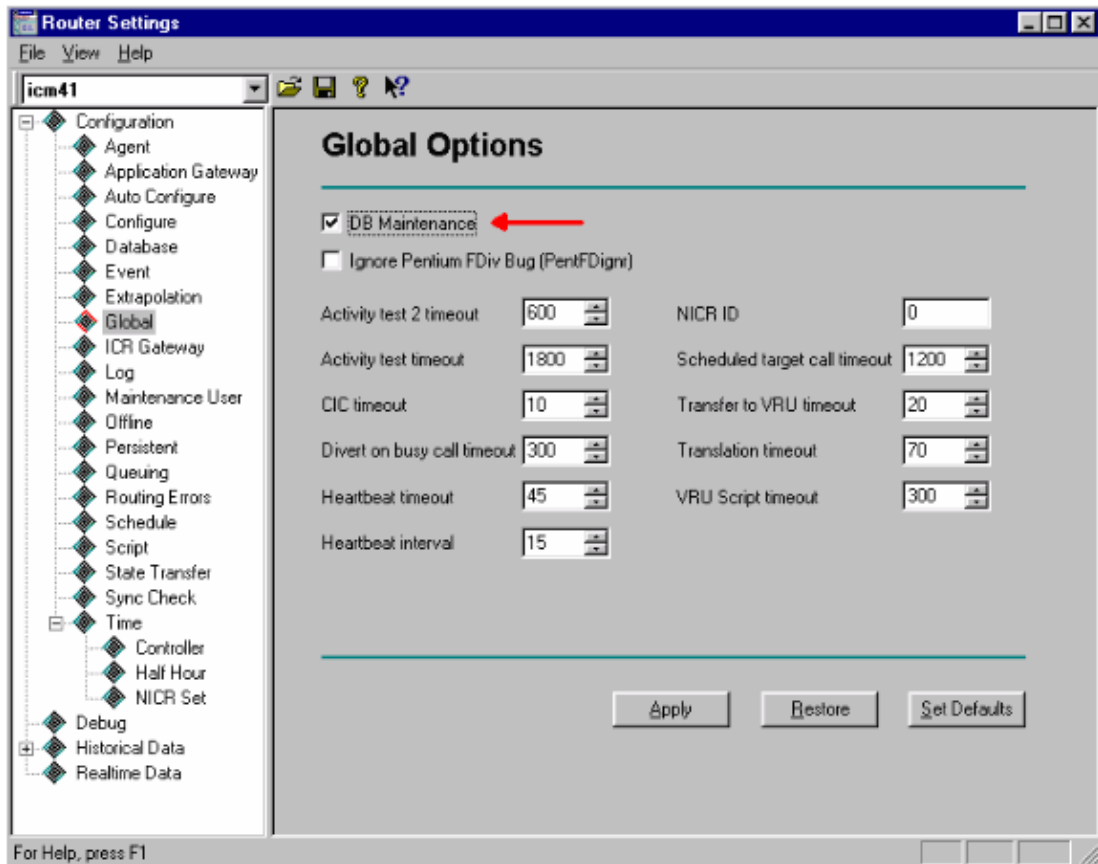 Router Settings
File View Help
icm41
Configuration
Agent
Application Gateway
Auto Configure
Configure
Database
Event
Extrapolation
Global
ICR Gateway
Log
Maintenance User
Offline
Persistent
Queuing
Routing Errors
Schedule
Script
State Transfer
Sync Check
Time
Controller
Half Hour
NICR Set
Debug
Historical Data
Realtime Data
Global Options
DB Maintenance
Ignore Pentium FDiv Bug (PentFDignr)
Activity test 2 timeout 600
Activity test timeout 1800
CIC timeout 10
Divert on busy call timeout 300
Heartbeat timeout 45
Heartbeat interval 15
NICR ID 0
Scheduled target call timeout 1200
Transfer to VRU timeout 20
Translation timeout 70
VRU Script timeout 300
Apply Restore Set Defaults
For Help, press F1